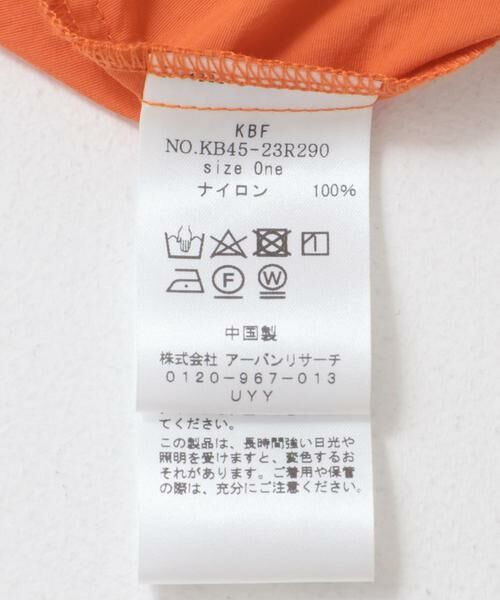 KBF
NO.KB45-23R290
size One
ナイロン 100%
F W
中国製
株式会社 アーバンリサーチ
0120-967-013
UYY
てください。
この製品は、長時間強い日光や
照明を受けますと、変色するお
それがあります。ご着用や保管
の際は、充分にご注意ください。